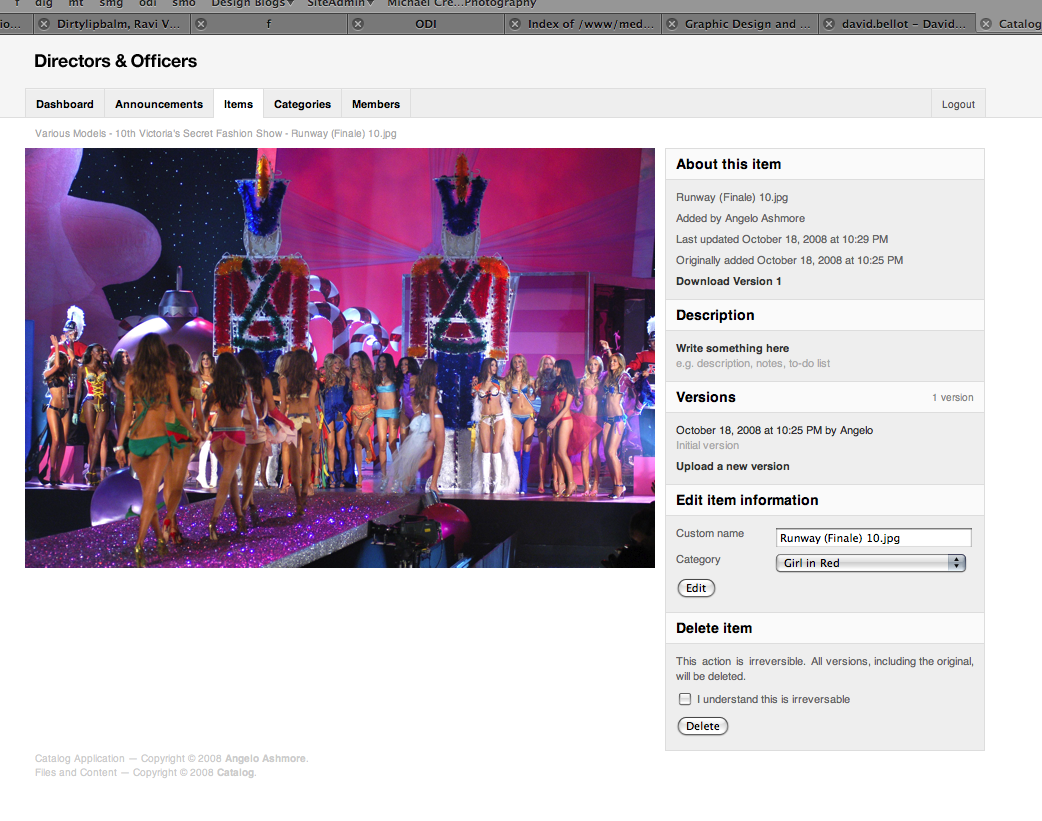 f dig mt smg odi smo Design Blogs▾ SiteAdmin▾ Michael Cre...Photography
io... Dirtylipbalm, Ravi V... f ODI Index of /www/med... Graphic Design and ... david.bellot – David... Catalog
Directors & Officers
Dashboard Announcements Items Categories Members Logout
Various Models - 10th Victoria's Secret Fashion Show - Runway (Finale) 10.jpg
About this item
Runway (Finale) 10.jpg
Added by Angelo Ashmore
Last updated October 18, 2008 at 10:29 PM
Originally added October 18, 2008 at 10:25 PM
Download Version 1
Description
Write something here
e.g. description, notes, to-do list
Versions 1 version
October 18, 2008 at 10:25 PM by Angelo
Initial version
Upload a new version
Edit item information
Custom name Runway (Finale) 10.jpg
Category Girl in Red
Edit
Delete item
This action is irreversible. All versions, including the original,
will be deleted.
I understand this is irreversable
Delete
Catalog Application — Copyright © 2008 Angelo Ashmore.
Files and Content — Copyright © 2008 Catalog.